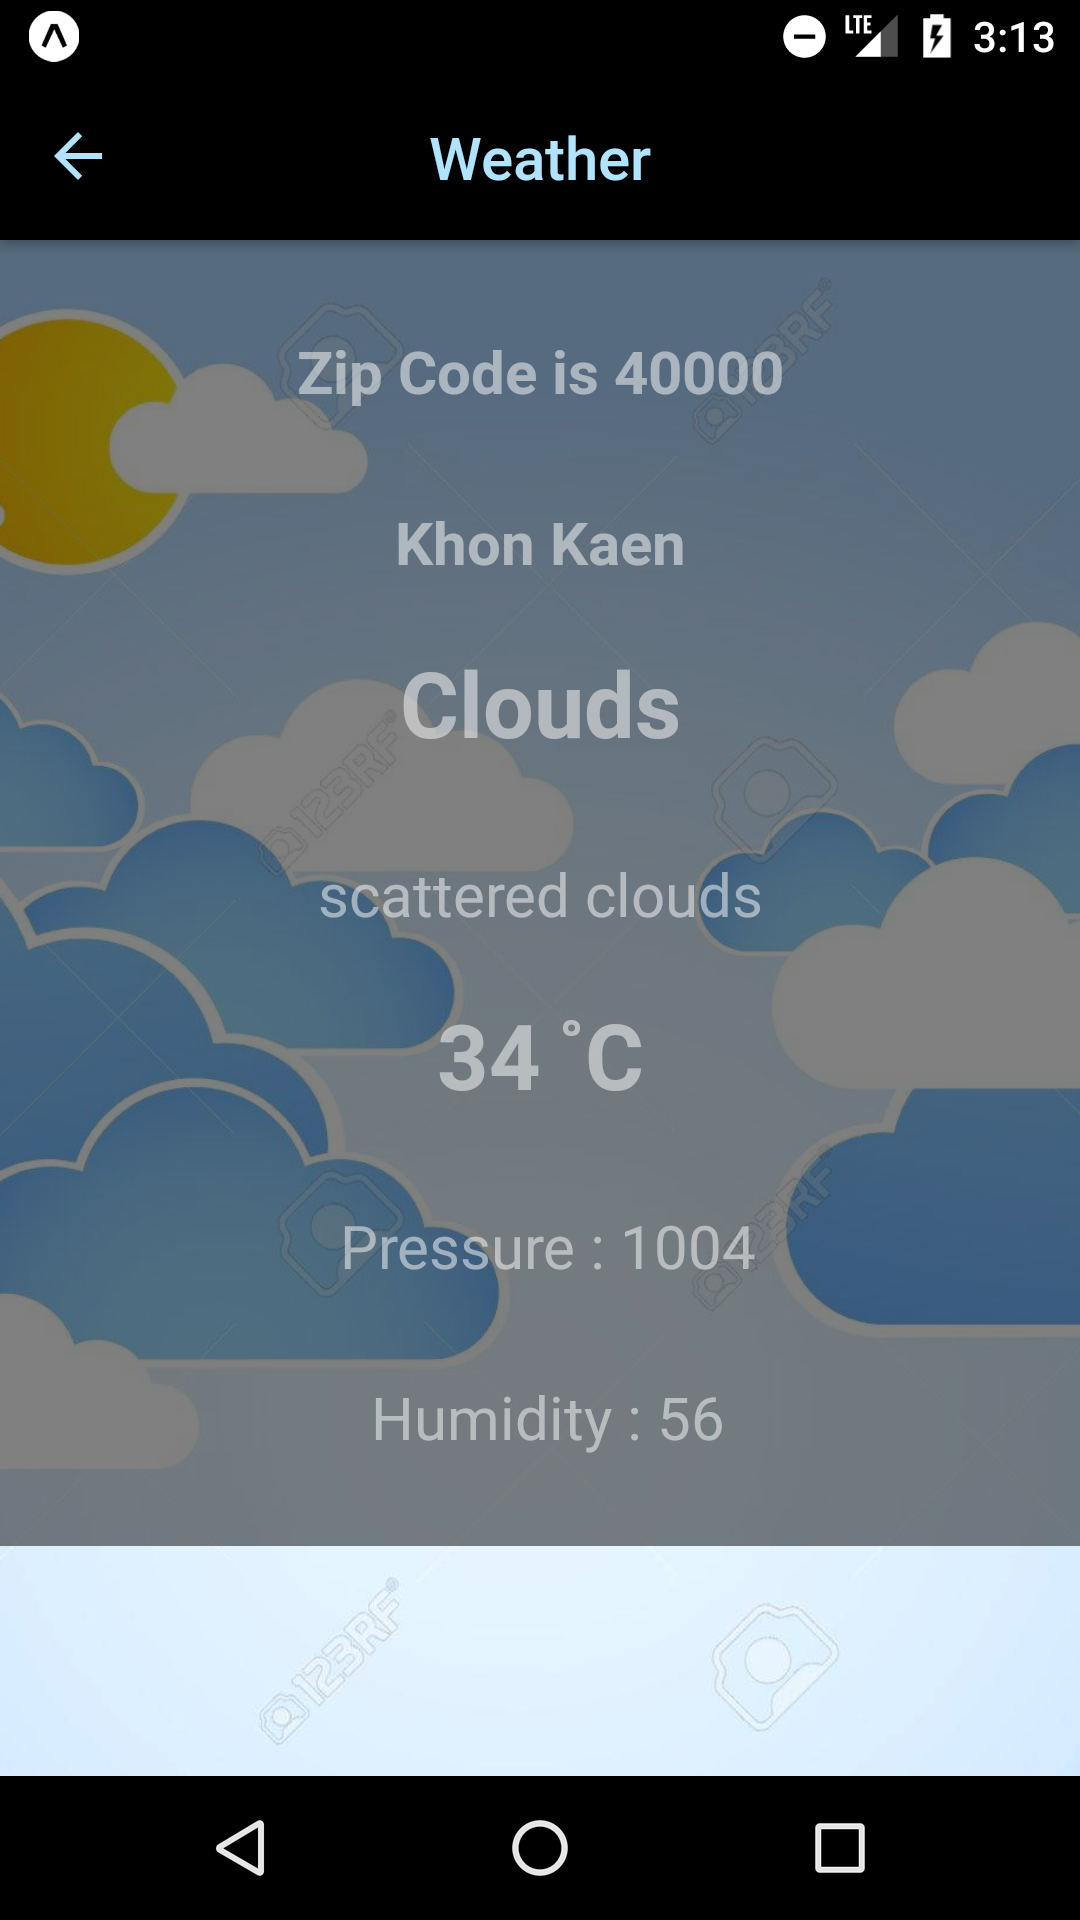 LTE 3:13
Weather
123RF
Zip Code is 40000
Khon Kaen
Clouds
123RF
scattered clouds
34 °C
123RF
Pressure : 1004
Humidity : 56
123RF